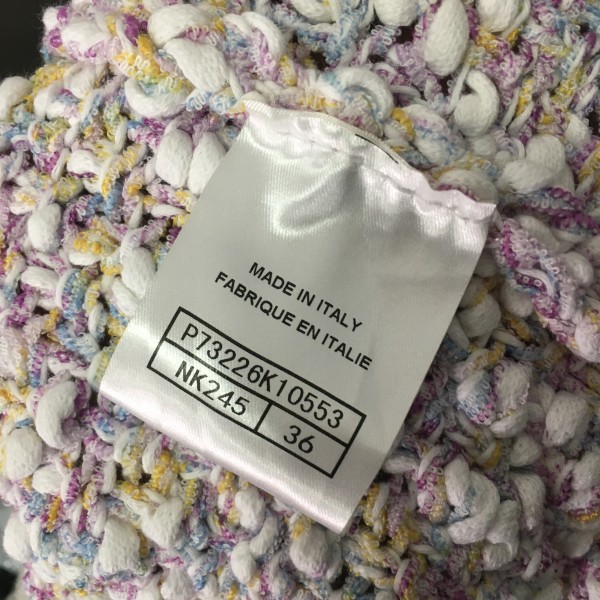 MADE IN ITALY
FABRIQUE EN ITALIE
P73226K10553
NK245 36